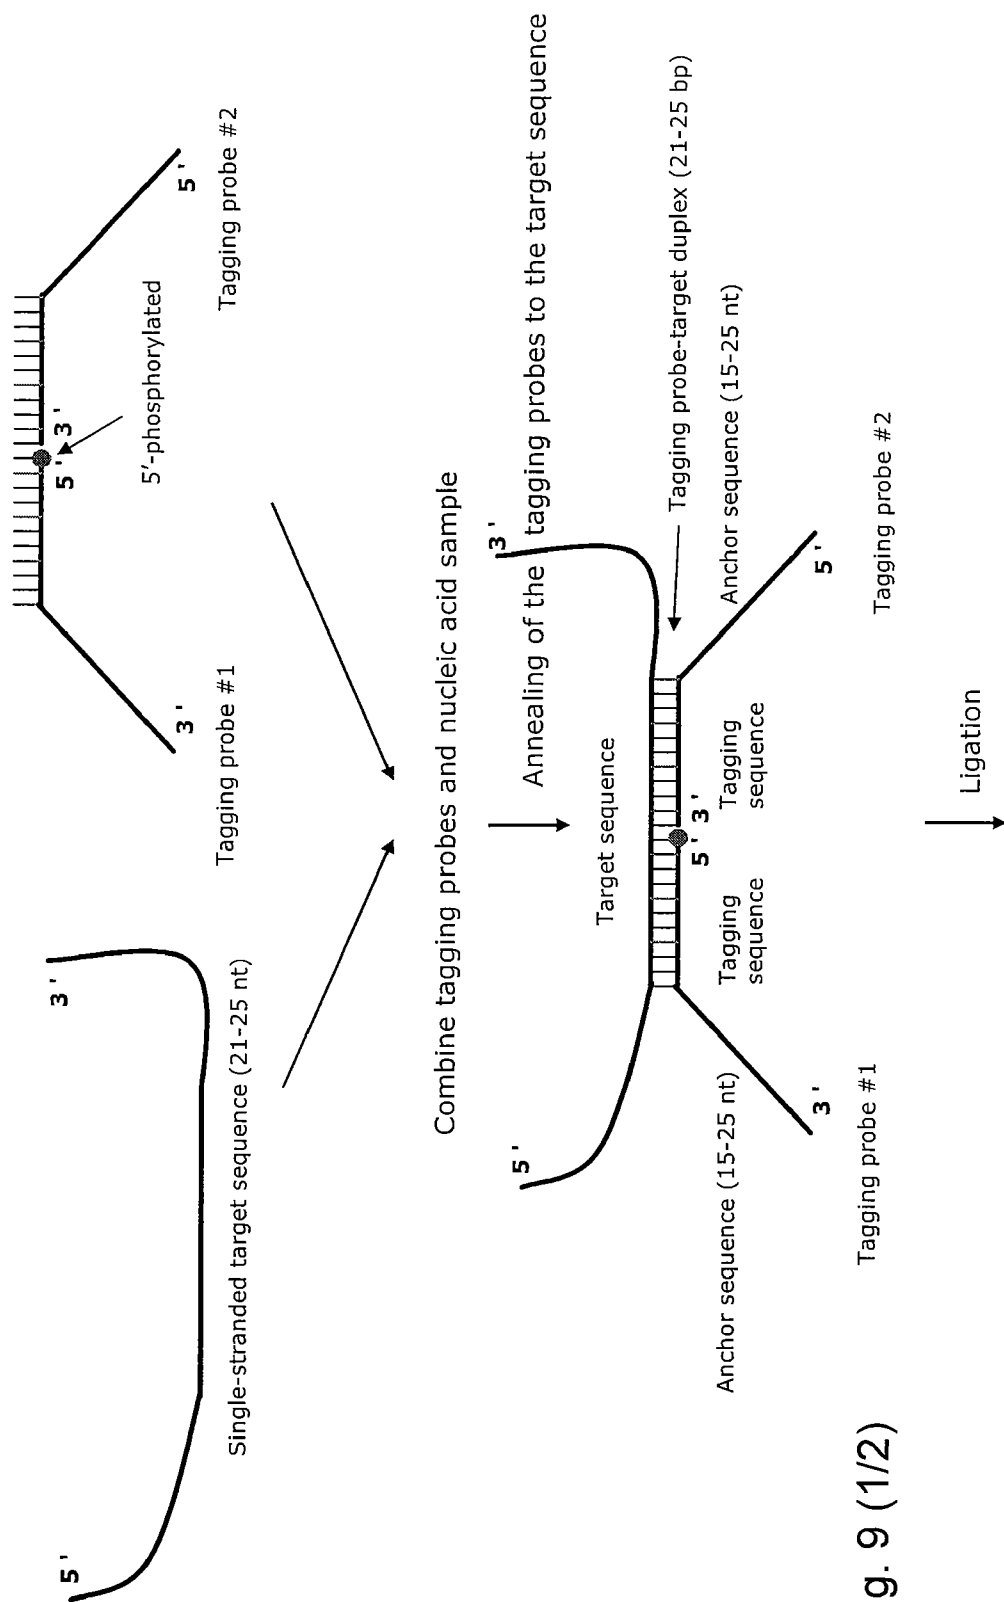 5'
3'
Single-stranded target sequence (21-25 nt)
5'
3'
5'-phosphorylated
3'
Tagging probe #1
5'
Tagging probe #2
Combine tagging probes and nucleic acid sample
Annealing of the tagging probes to the target sequence
5'
3'
Target sequence
Tagging probe-target duplex (21-25 bp)
5'
3'
Anchor sequence (15-25 nt)
Tagging
sequence
Tagging
sequence
Anchor sequence (15-25 nt)
3'
5'
Tagging probe #1
Tagging probe #2
Ligation
g. 9 (1/2)